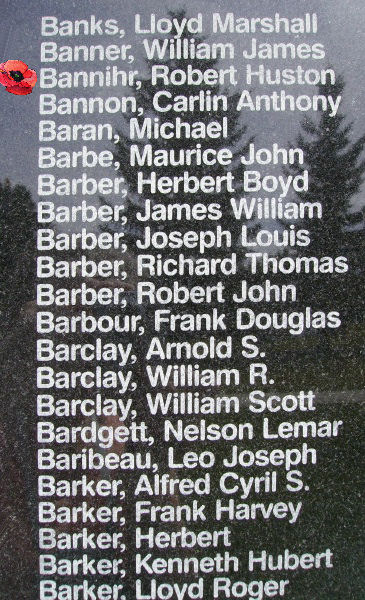 Banks, Lloyd Marshall
Banner, William James
Bannihr, Robert Huston
Bannon, Carlin Anthony
Baran, Michael
Barbe, Maurice John
Barber, Herbert Boyd
Barber, James William
Barber, Joseph Louis
Barber, Richard Thomas
Barber, Robert John
Barbour, Frank Douglas
Barclay, Arnold S.
Barclay, William R.
Barclay, William Scott
Bardgett, Nelson Lemar
Baribeau, Leo Joseph
Barker, Alfred Cyril S.
Barker, Frank Harvey
Barker, Herbert
Barker, Kenneth Hubert
Barker, Lloyd Roger